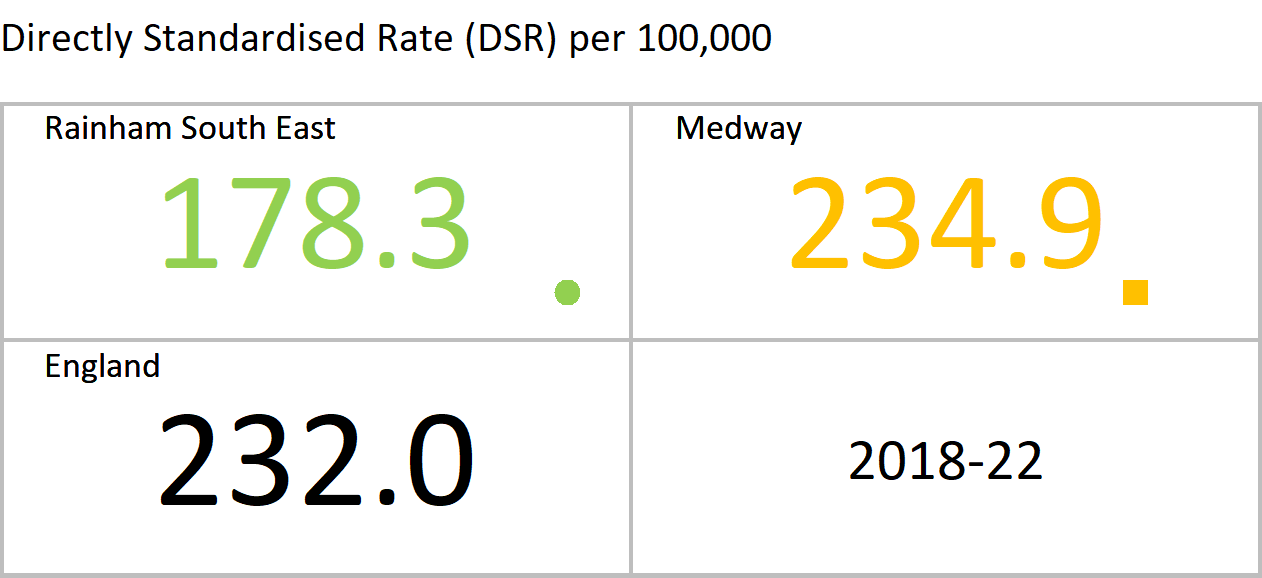 Directly Standardised Rate (DSR) per 100,000
Rainham South East
178.3
Medway
234.9
England
232.0
2018-22